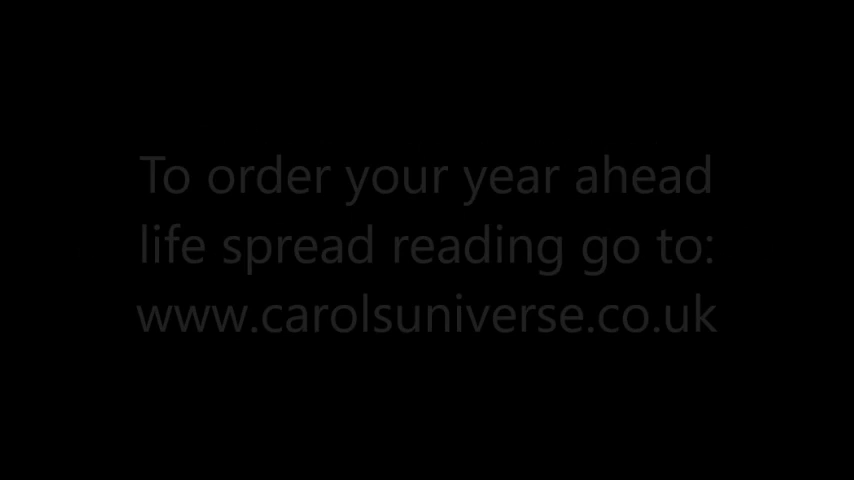 To order your year ahead
life spread reading go to:
www.carolsuniverse.co.uk